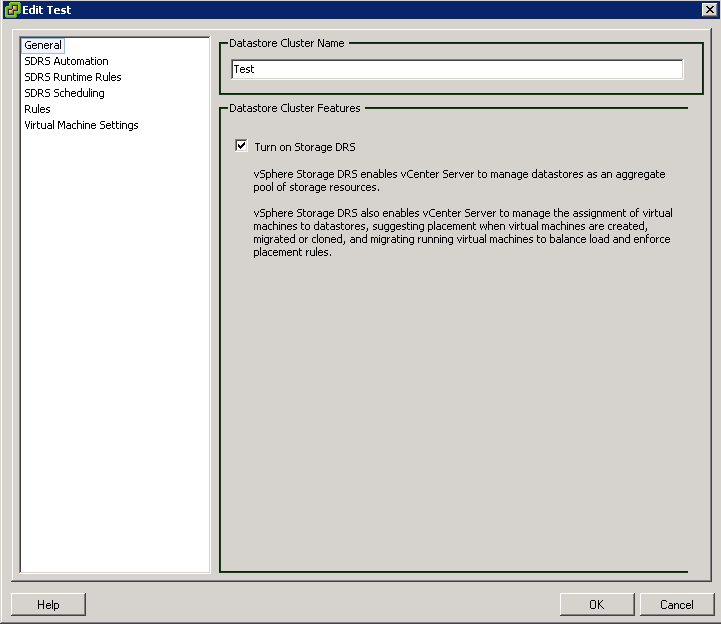 Edit Test
General
SDRS Automation
SDRS Runtime Rules
SDRS Scheduling
Rules
Virtual Machine Settings
Datastore Cluster Name
Test
Datastore Cluster Features
Turn on Storage DRS
vSphere Storage DRS enables vCenter Server to manage datastores as an aggregate
pool of storage resources.
vSphere Storage DRS also enables vCenter Server to manage the assignment of virtual
machines to datastores, suggesting placement when virtual machines are created,
migrated or cloned, and migrating running virtual machines to balance load and enforce
placement rules.
Help
OK
Cancel